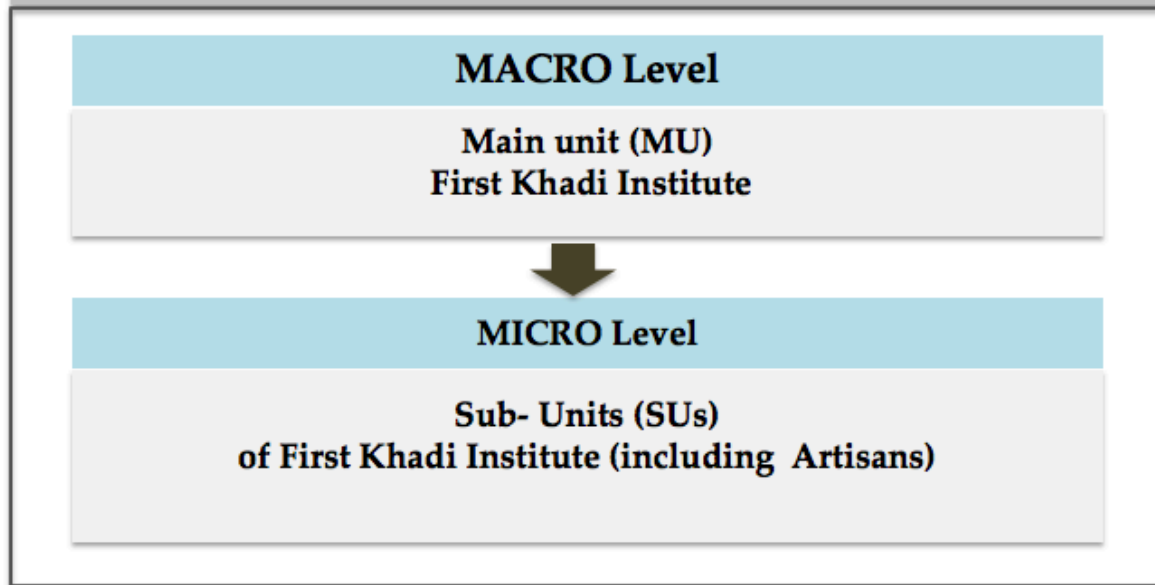 MACRO Level
Main unit (MU)
First Khadi Institute
MICRO Level
Sub- Units (SUs)
of First Khadi Institute (including Artisans)